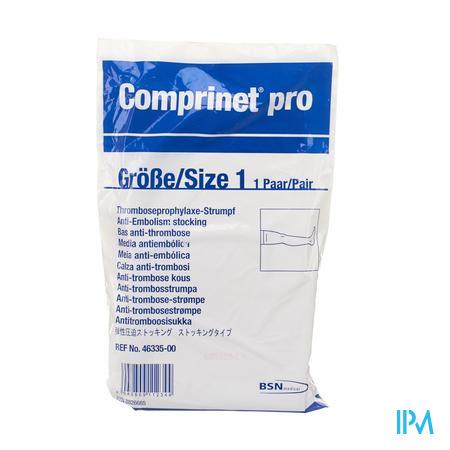 Comprinet® pro
Größe/Size 1 1 Paar/Pair
Thromboseprophylaxe-Strumpf
Anti-Embolism stocking
Bas anti-thrombose
Media antiembólica
Meia anti-embólica
Calza anti-trombosi
Anti-trombose kous
Anti-trombosstrumpa
Anti-trombose-strømpe
Antitrombosestrømpe
Antitromboosisukka
弾性圧迫ストッキング ストッキングタイプ
REF No. 46335-00
BSN medical
IPM